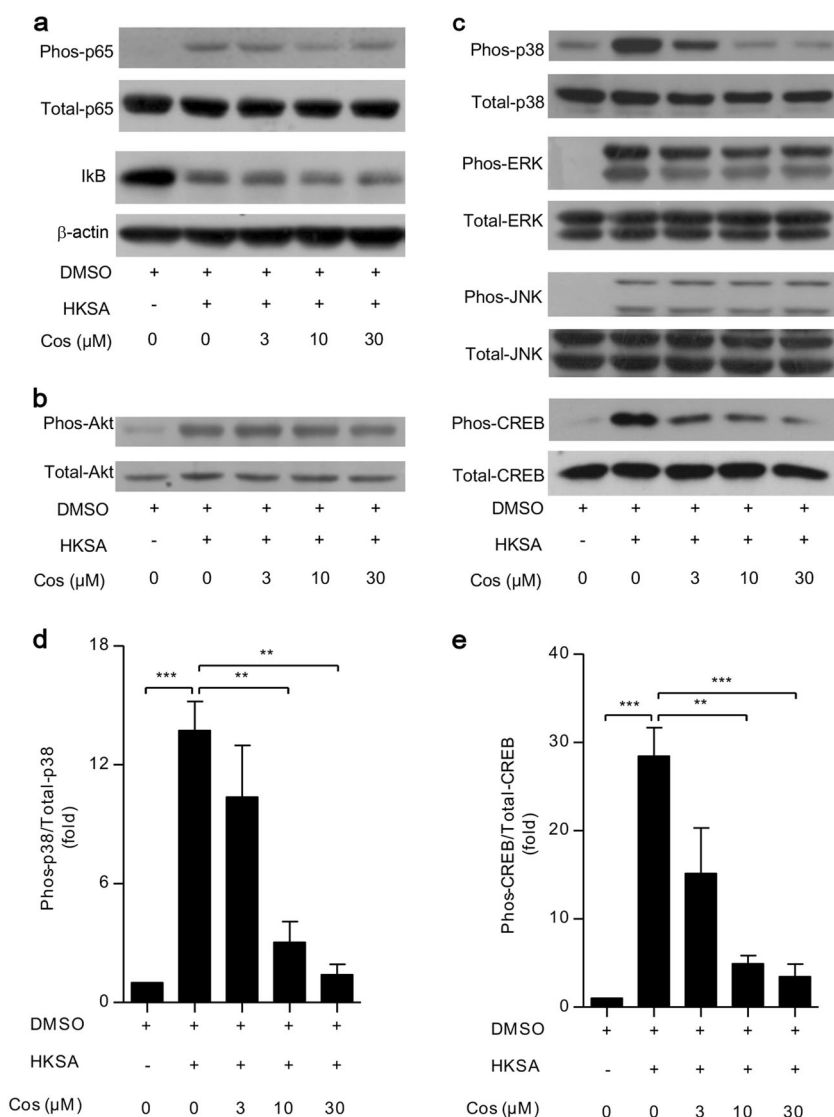 a
Phos-p65
Total-p65
IkB
β-actin
DMSO + + + + +
HKSA - + + + +
Cos (μM) 0 0 3 10 30
b
Phos-Akt
Total-Akt
DMSO + + + + +
HKSA - + + + +
Cos (μM) 0 0 3 10 30
c
Phos-p38
Total-p38
Phos-ERK
Total-ERK
Phos-JNK
Total-JNK
Phos-CREB
Total-CREB
DMSO + + + + +
HKSA - + + + +
Cos (μM) 0 0 3 10 30
d
Phos-p38/Total-p38
(fold)
18
12
6
0
**
*** **
DMSO + + + + +
HKSA - + + + +
Cos (μM) 0 0 3 10 30
e
Phos-CREB/Total-CREB
(fold)
40
30
20
10
0
***
*** **
DMSO + + + + +
HKSA - + + + +
Cos (μM) 0 0 3 10 30